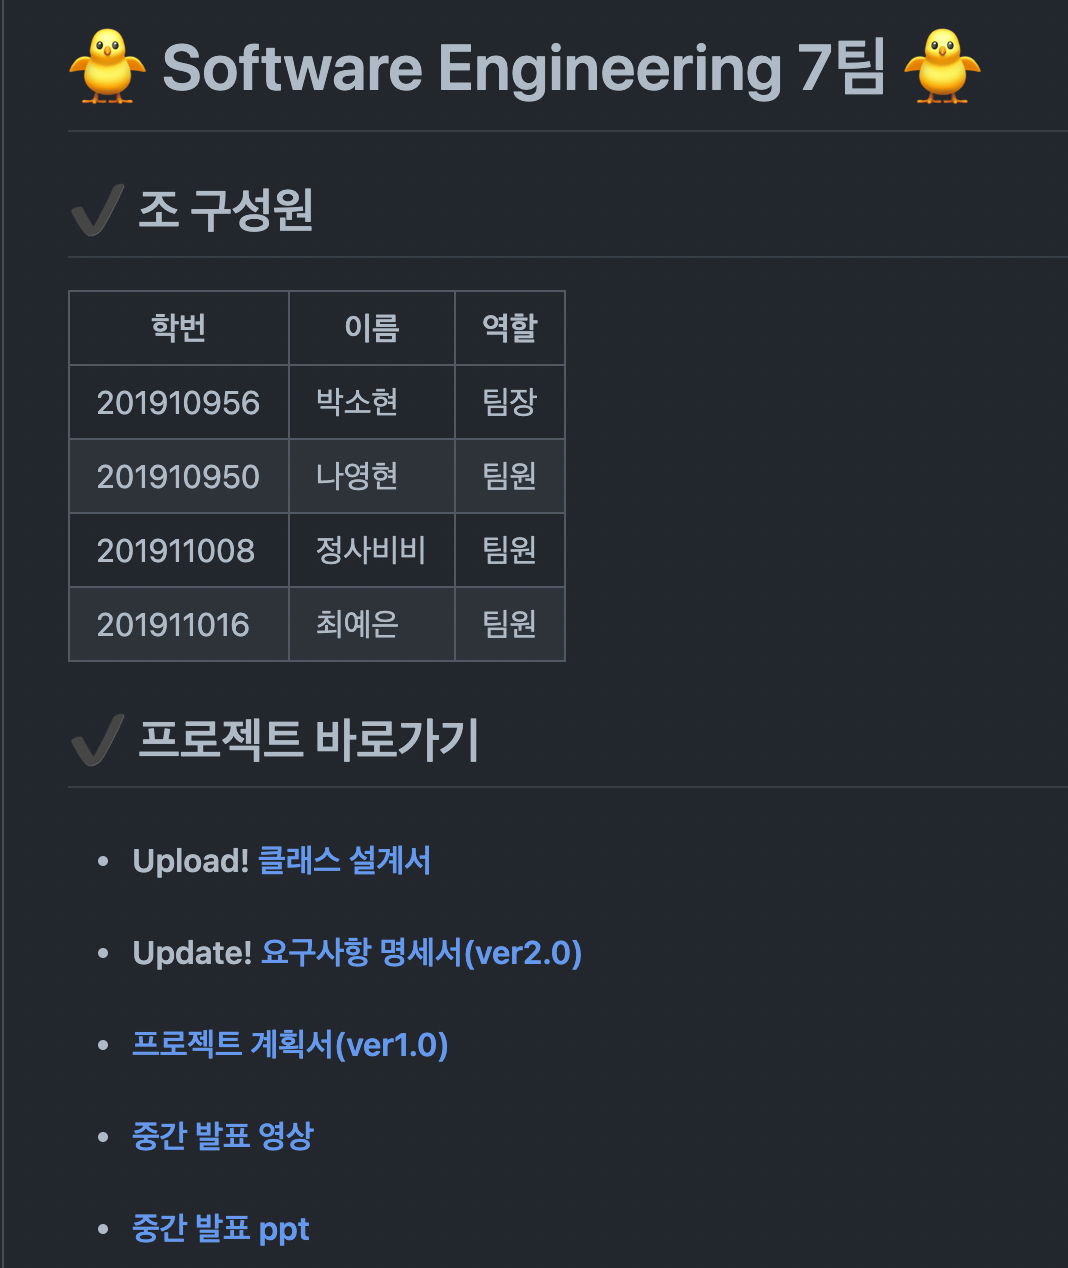 🐥 Software Engineering 7팀 🐥
✔️ 조 구성원
학번 이름 역할
201910956 박소현 팀장
201910950 나영현 팀원
201911008 정사비비 팀원
201911016 최예은 팀원
✔️ 프로젝트 바로가기
• Upload! 클래스 설계서
• Update! 요구사항 명세서(ver2.0)
• 프로젝트 계획서(ver1.0)
• 중간 발표 영상
• 중간 발표 ppt